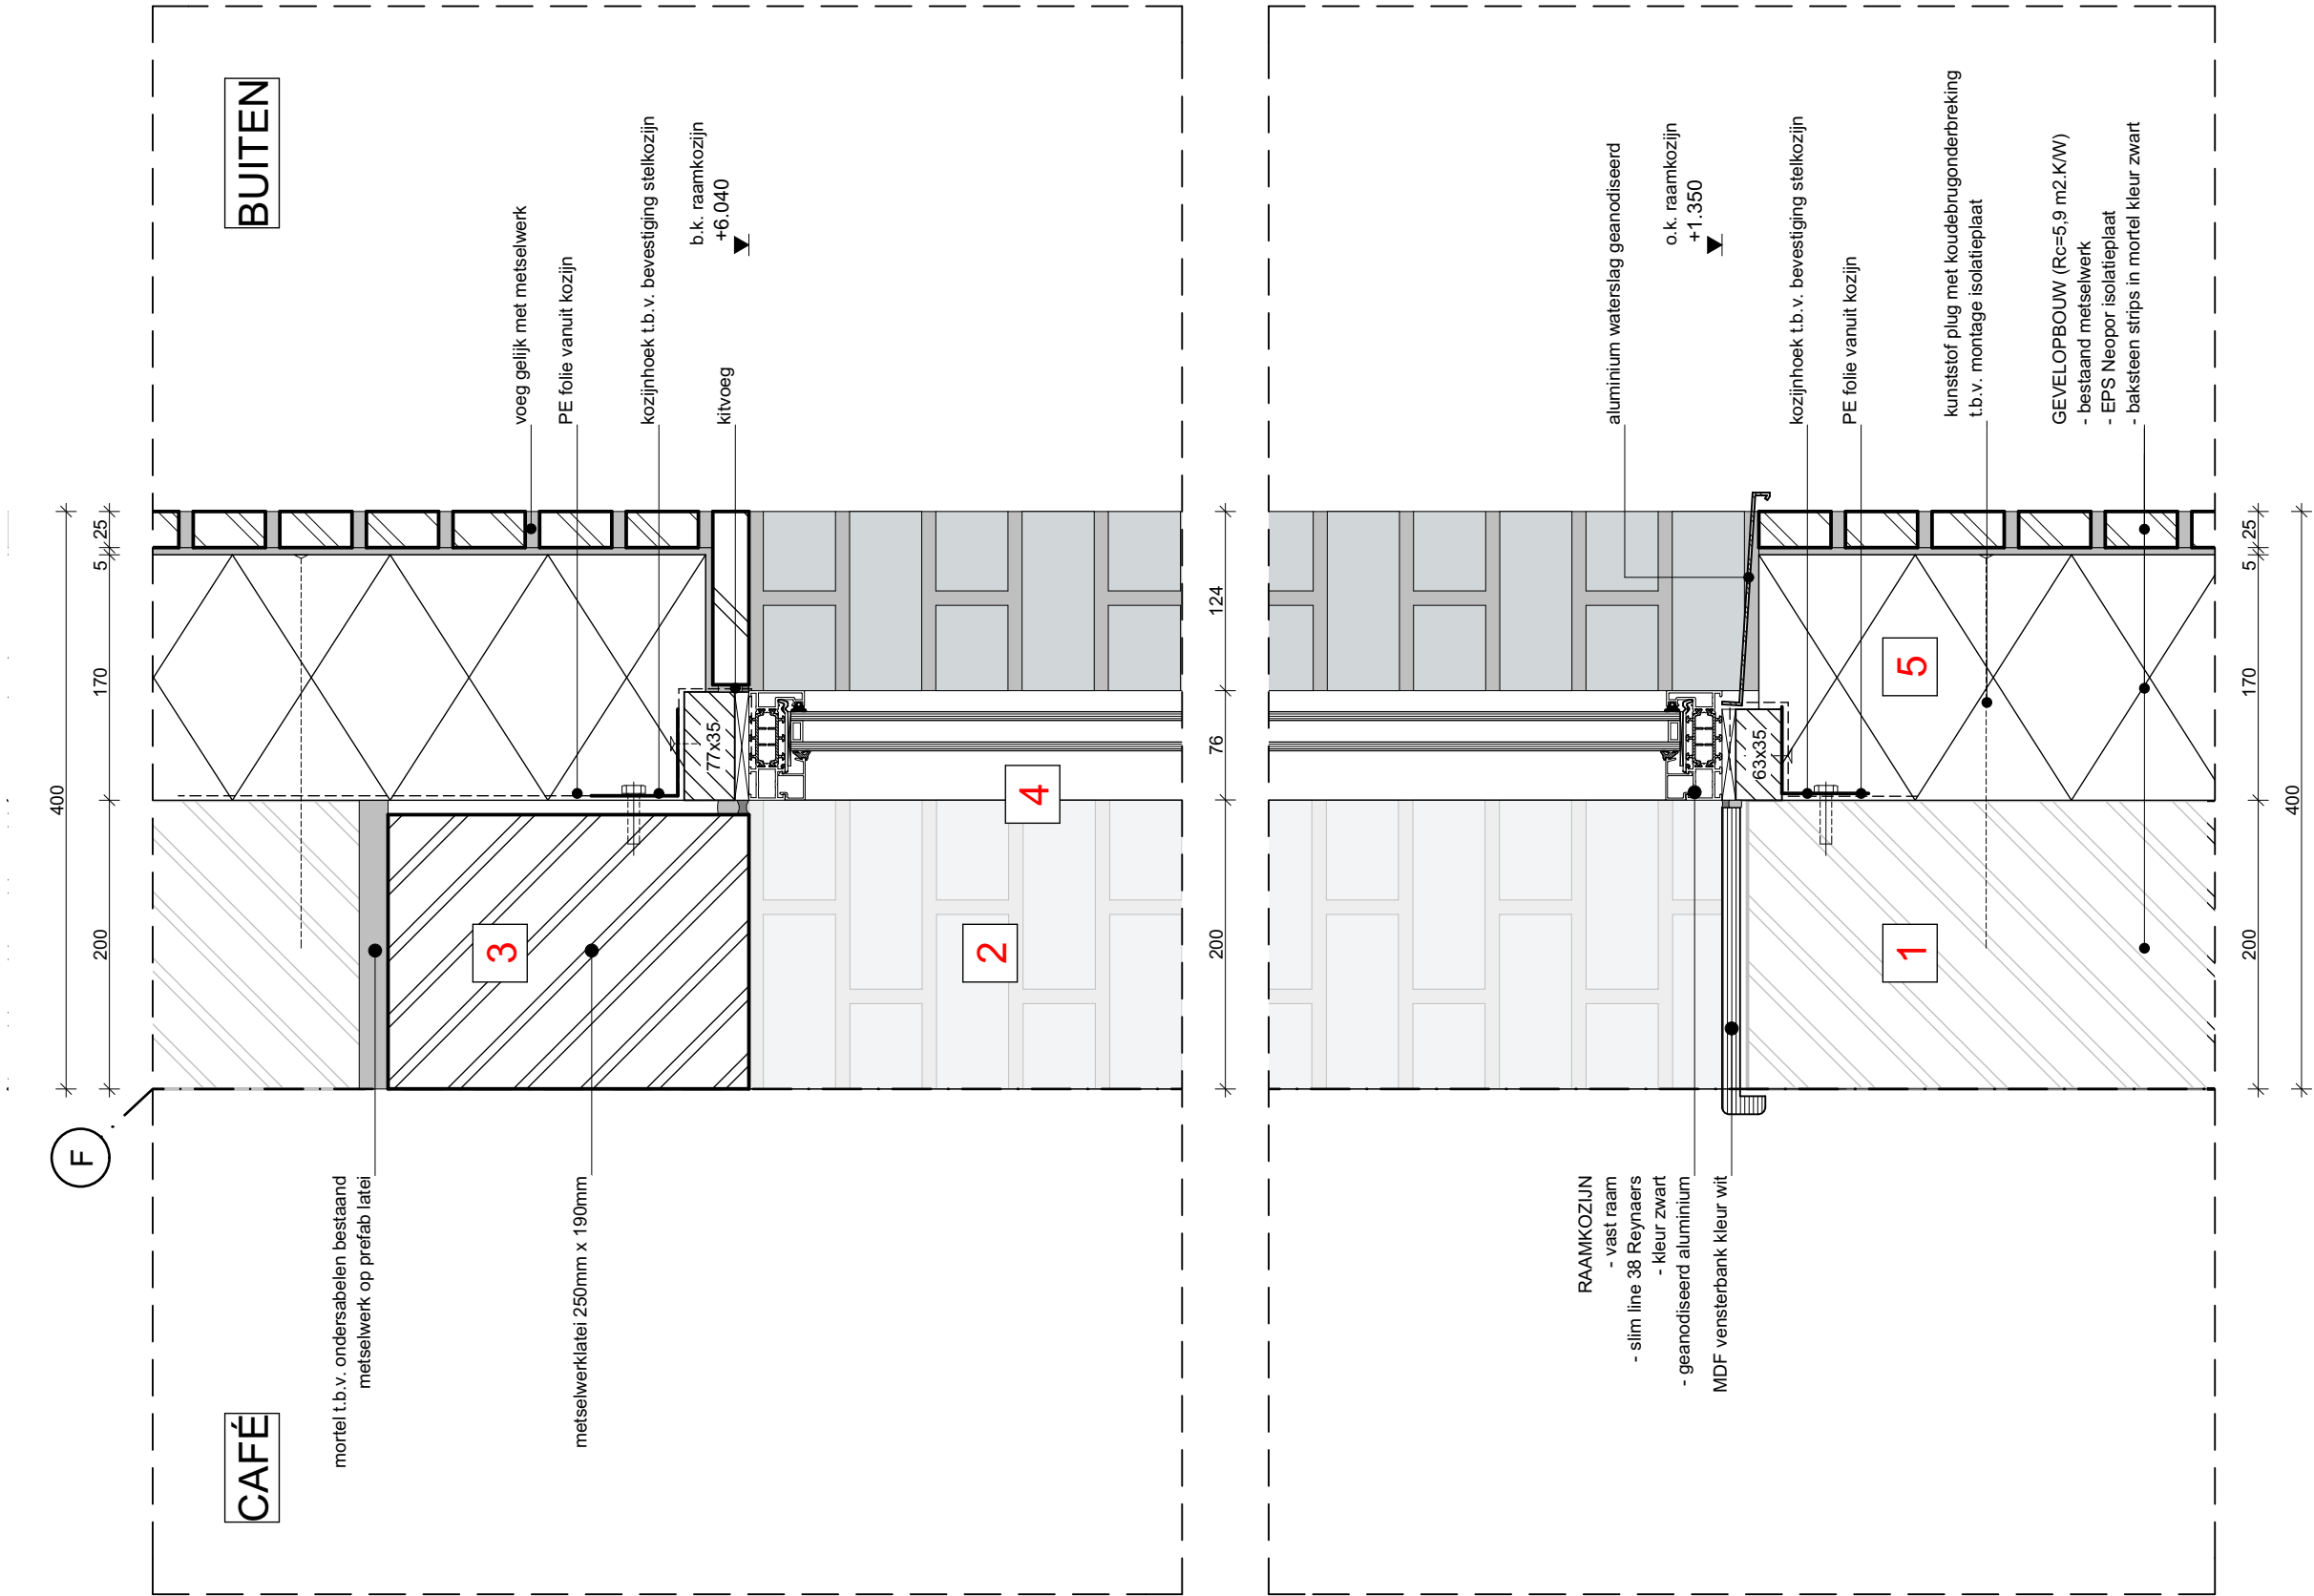 BUITEN
voeg gelijk met metselwerk
PE folie vanuit kozijn
kozijnhoek t.b.v. bevestiging stelkozijn
b.k. raamkozijn
+6.040
kitvoeg
aluminium waterslag geanodiseerd
o.k. raamkozijn
+1.350
kozijnhoek t.b.v. bevestiging stelkozijn
PE folie vanuit kozijn
kunststof plug met koudebrugonderbreking
t.b.v. montage isolatieplaat
GEVELOPBOUW (Rc=5,9 m2.K/W)
- bestaand metselwerk
- EPS Neopor isolatieplaat
- baksteen strips in mortel kleur zwart
400
25
5
170
200
77x35
124
76
200
4
3
2
63x35
5
1
25
5
170
200
400
F
CAFÉ
mortel t.b.v. ondersabelen bestaand
metselwerk op prefab latei
metselwerklatei 250mm x 190mm
RAAMKOZIJN
- vast raam
- slim line 38 Reynaers
- kleur zwart
- geanodiseerd aluminium
MDF vensterbank kleur wit